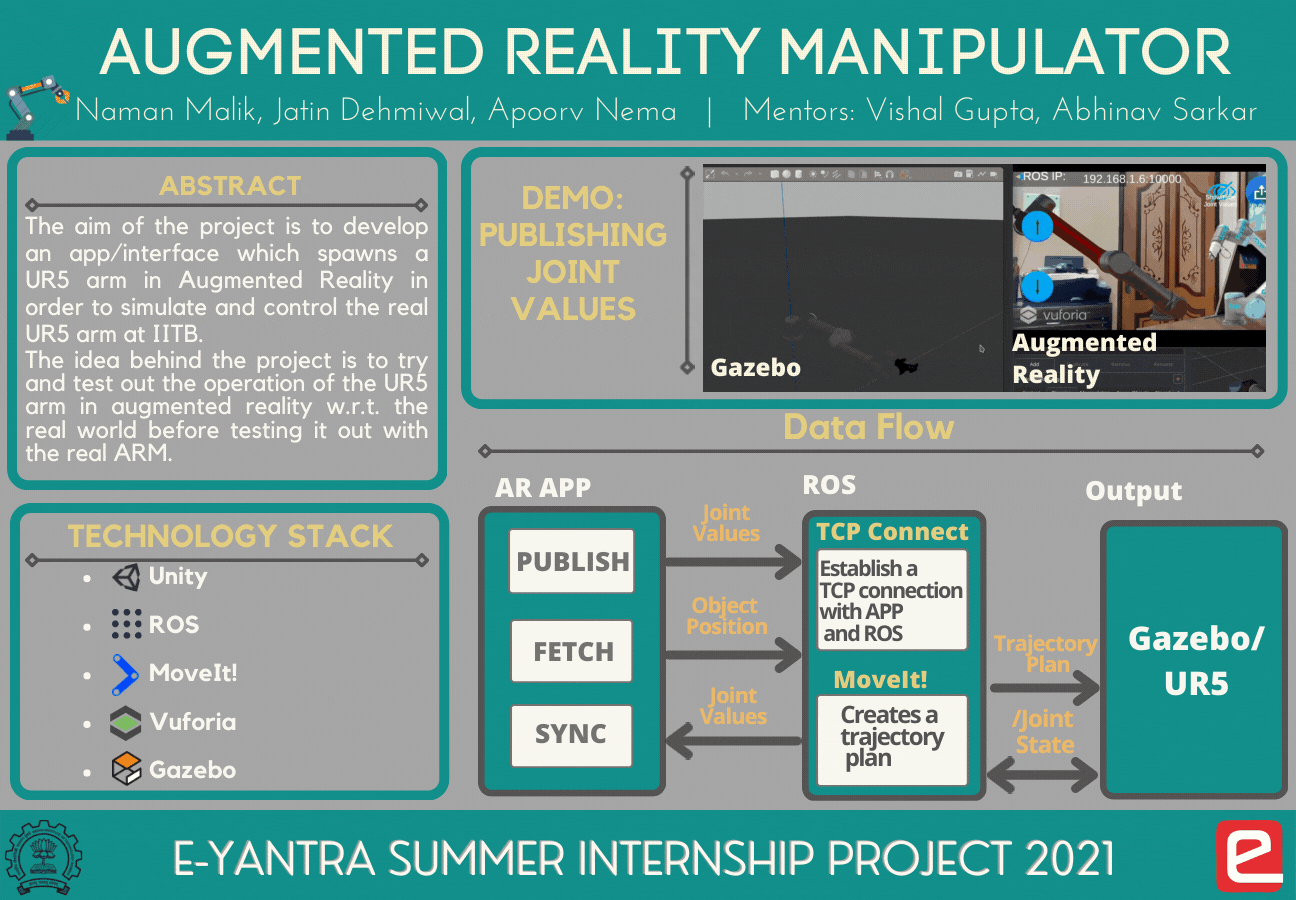 AUGMENTED REALITY MANIPULATOR
Naman Malik, Jatin Dehmiwal, Apoorv Nema | Mentors: Vishal Gupta, Abhinav Sarkar
ABSTRACT
The aim of the project is to develop
an app/interface which spawns a
UR5 arm in Augmented Reality in
order to simulate and control the real
UR5 arm at IITB.
The idea behind the project is to try
and test out the operation of the UR5
arm in augmented reality w.r.t. the
real world before testing it out with
the real ARM.
TECHNOLOGY STACK
• Unity
• ROS
• MoveIt!
• Vuforia
• Gazebo
DEMO:
PUBLISHING
JOINT
VALUES
Gazebo
ROS IP: 192.168.1.6:10000
Joint Values
vuforia
Augmented
Reality
Data Flow
AR APP
PUBLISH
FETCH
SYNC
Joint
Values
Object
Position
Joint
Values
ROS
TCP Connect
Establish a
TCP connection
with APP
and ROS
MoveIt!
Creates a
trajectory
plan
Trajectory
Plan
/Joint
State
Output
Gazebo/
UR5
E-YANTRA SUMMER INTERNSHIP PROJECT 2021
e